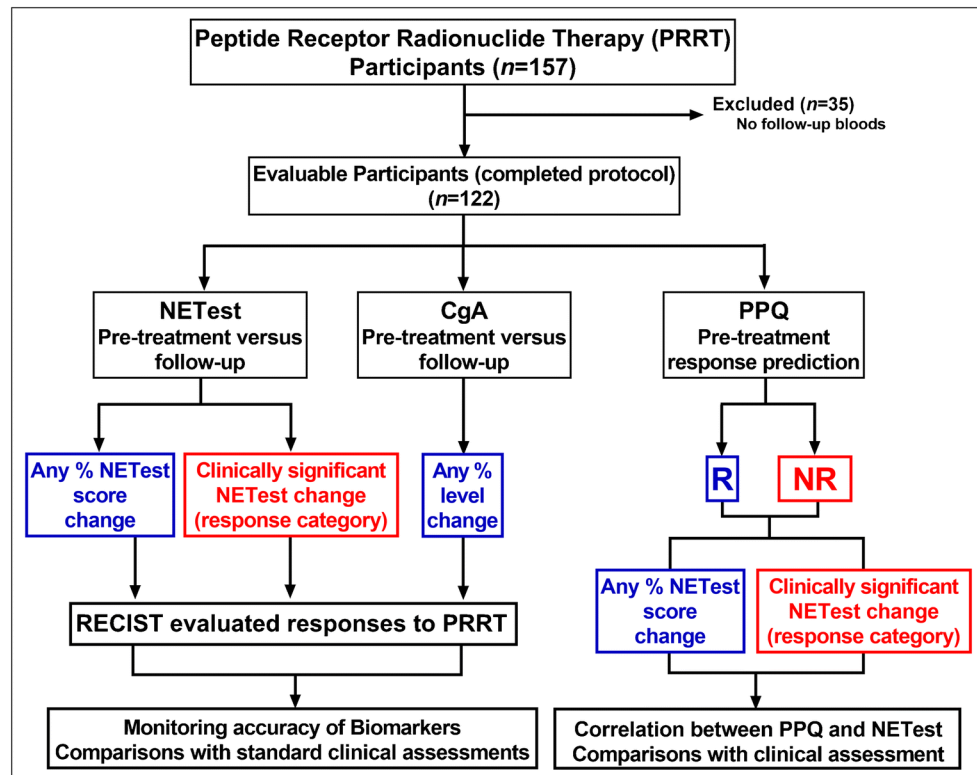 Peptide Receptor Radionuclide Therapy (PRRT)
Participants (n=157)
Excluded (n=35)
No follow-up bloods
Evaluable Participants (completed protocol)
(n=122)
NETest
Pre-treatment versus
follow-up
CgA
Pre-treatment versus
follow-up
PPQ
Pre-treatment
response prediction
Any % NETest
score
change
Clinically significant
NETest change
(response category)
Any %
level
change
R
NR
Any % NETest
score
change
Clinically significant
NETest change
(response category)
RECIST evaluated responses to PRRT
Monitoring accuracy of Biomarkers
Comparisons with standard clinical assessments
Correlation between PPQ and NETest
Comparisons with clinical assessment